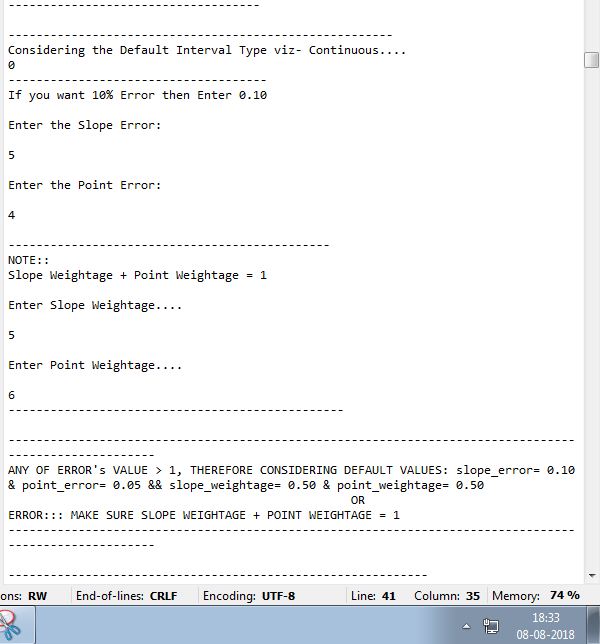 ------------------------------------
-------------------------------------------------------
Considering the Default Interval Type viz- Continuous....
0
-------------------------------------
If you want 10% Error then Enter 0.10
Enter the Slope Error:
5
Enter the Point Error:
4
----------------------------------------------
NOTE::
Slope Weightage + Point Weightage = 1
Enter Slope Weightage....
5
Enter Point Weightage....
6
------------------------------------------------
---------------------------------------------------------------------------------
---------------------
ANY OF ERROR's VALUE > 1, THEREFORE CONSIDERING DEFAULT VALUES: slope_error= 0.10
& point_error= 0.05 && slope_weightage= 0.50 & point_weightage= 0.50
OR
ERROR::: MAKE SURE SLOPE WEIGHTAGE + POINT WEIGHTAGE = 1
---------------------------------------------------------------------------------
---------------------
------------------------------------------------------------
ons: RW End-of-lines: CRLF Encoding: UTF-8 Line: 41 Column: 35 Memory: 74 %
18:33
08-08-2018